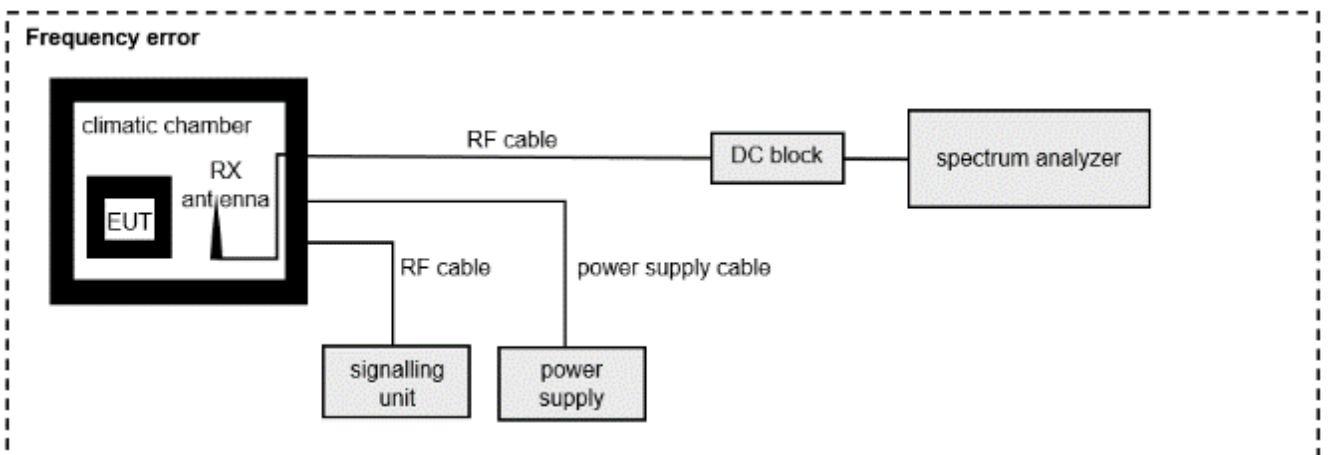 Frequency error
climatic chamber
RX
antenna
EUT
RF cable
DC block
spectrum analyzer
RF cable
power supply cable
signalling
unit
power
supply